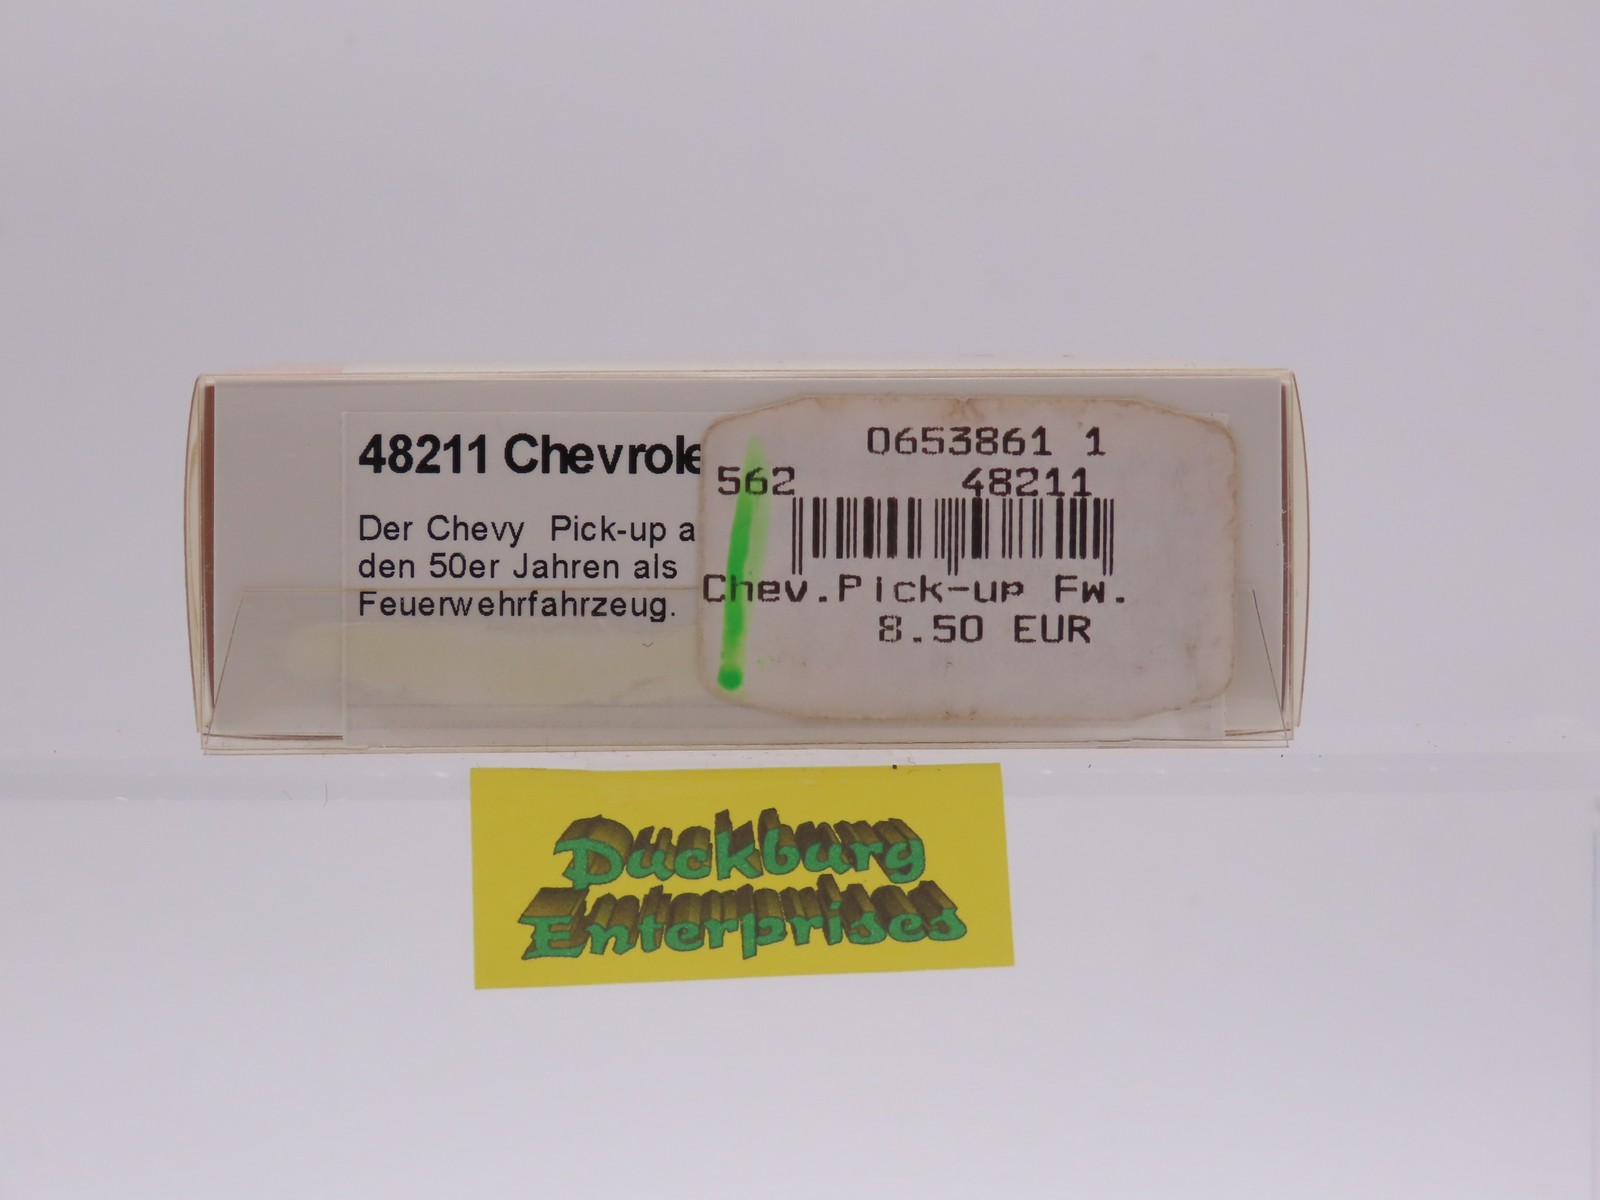 48211 Chevrole
Der Chevy Pick-up a
den 50er Jahren als
Feuerwehrfahrzeug.
0653861 1
562 48211
Chev.Pick-up Fw.
8.50 EUR
Duckburg
Enterprises